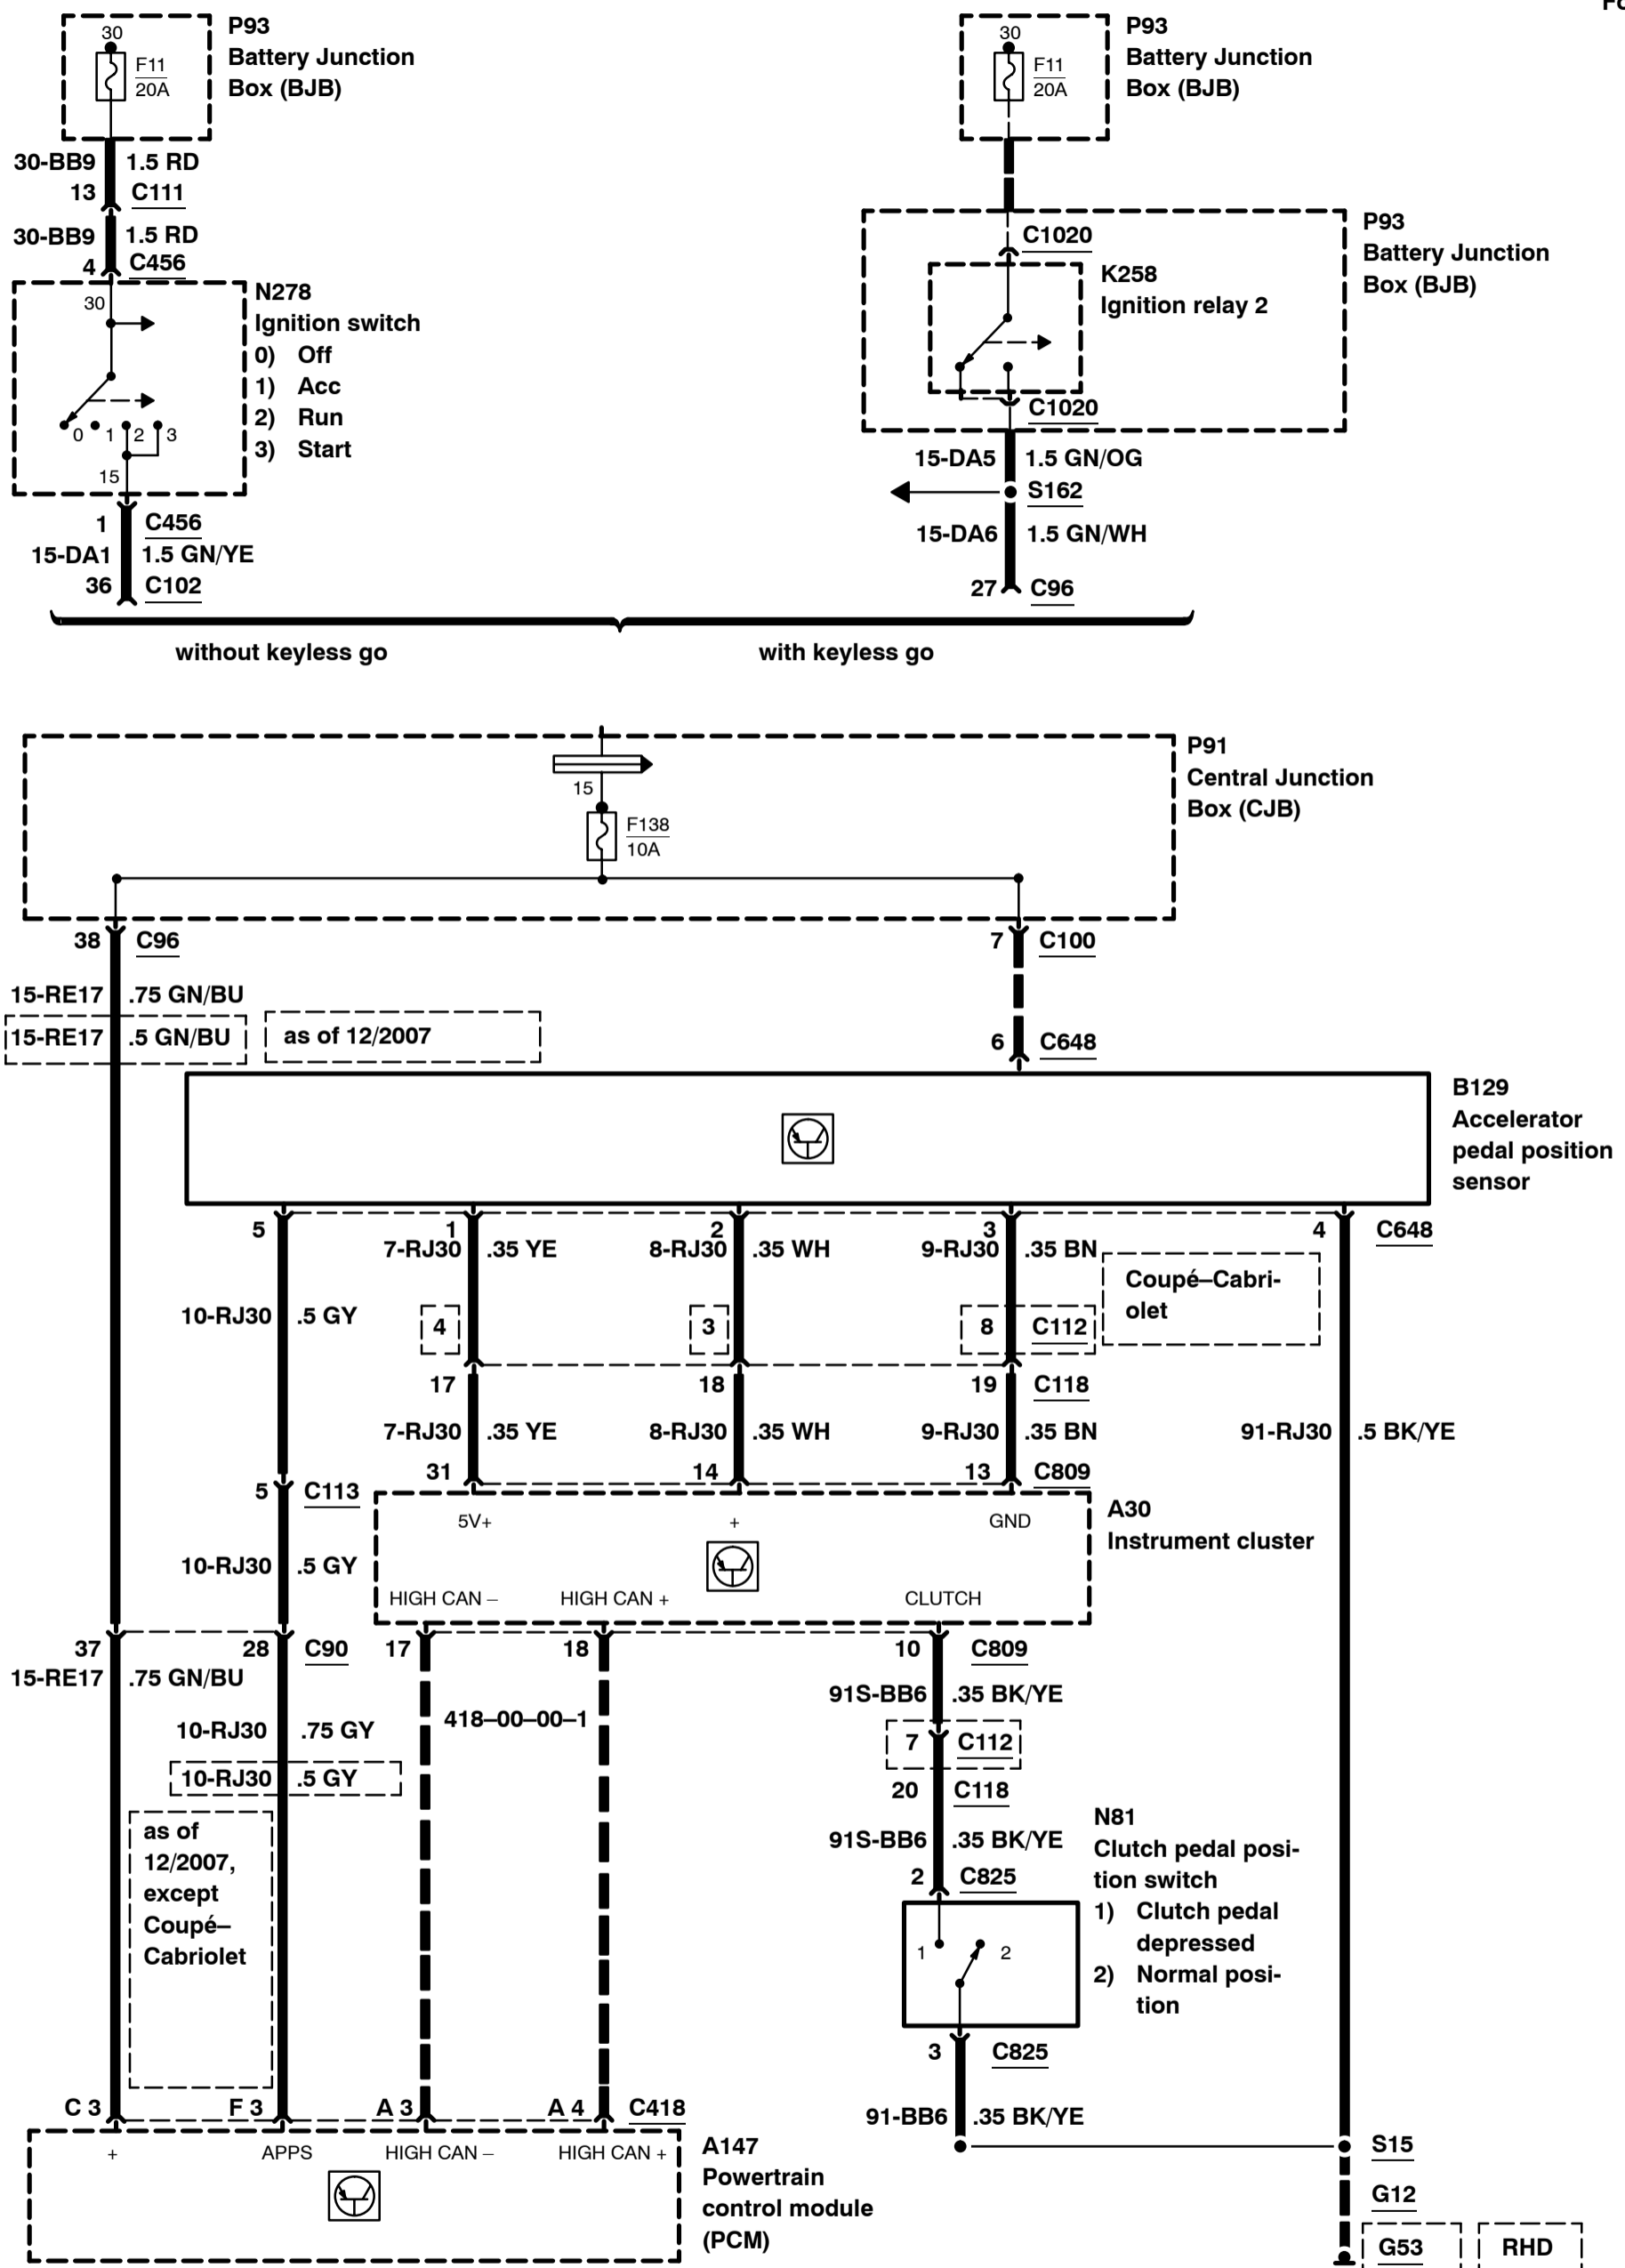 Fo
30
F11
20A
P93
Battery Junction
Box (BJB)
30
F11
20A
P93
Battery Junction
Box (BJB)
30-BB9 1.5 RD
13 C111
30-BB9 1.5 RD
4 C456
30
0 1 2 3
15
N278
Ignition switch
0) Off
1) Acc
2) Run
3) Start
1 C456
15-DA1 1.5 GN/YE
36 C102
C1020
K258
Ignition relay 2
C1020
P93
Battery Junction
Box (BJB)
15-DA5 1.5 GN/OG
S162
15-DA6 1.5 GN/WH
27 C96
without keyless go
with keyless go
15
F138
10A
P91
Central Junction
Box (CJB)
38 C96
7 C100
15-RE17 .75 GN/BU
15-RE17 .5 GN/BU
as of 12/2007
6 C648
B129
Accelerator
pedal position
sensor
5 1 2 3 4 C648
7-RJ30 .35 YE
8-RJ30 .35 WH
9-RJ30 .35 BN
Coupé–Cabri-
olet
10-RJ30 .5 GY
4 3 8 C112
17 18 19 C118
7-RJ30 .35 YE
8-RJ30 .35 WH
9-RJ30 .35 BN
91-RJ30 .5 BK/YE
31 14 13 C809
5 C113
5V+ + GND
A30
Instrument cluster
10-RJ30 .5 GY
HIGH CAN – HIGH CAN + CLUTCH
37 28 C90 17 18 10 C809
15-RE17 .75 GN/BU
91S-BB6 .35 BK/YE
10-RJ30 .75 GY
418–00–00–1
7 C112
10-RJ30 .5 GY
20 C118
as of
12/2007,
except
Coupé–
Cabriolet
91S-BB6 .35 BK/YE
2 C825
1 2
N81
Clutch pedal posi-
tion switch
1) Clutch pedal
depressed
2) Normal posi-
tion
3 C825
C 3 F 3 A 3 A 4 C418
91-BB6 .35 BK/YE
+ APPS HIGH CAN – HIGH CAN +
A147
Powertrain
control module
(PCM)
S15
G12
G53 RHD